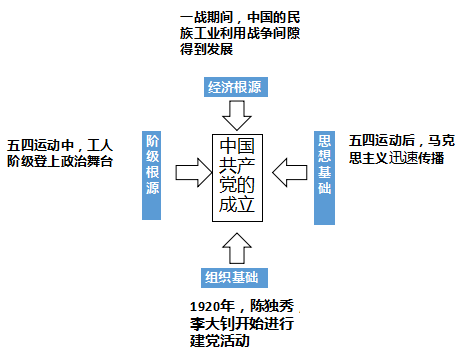 一战期间，中国的民
族工业利用战争间隙
得到发展
经济根源
五四运动中，工人
阶级登上政治舞台
阶级根源
中国
共产
党的
成立
思想基础
五四运动后，马克
思主义迅速传播
组织基础
1920年，陈独秀，
李大钊开始进行
建党活动